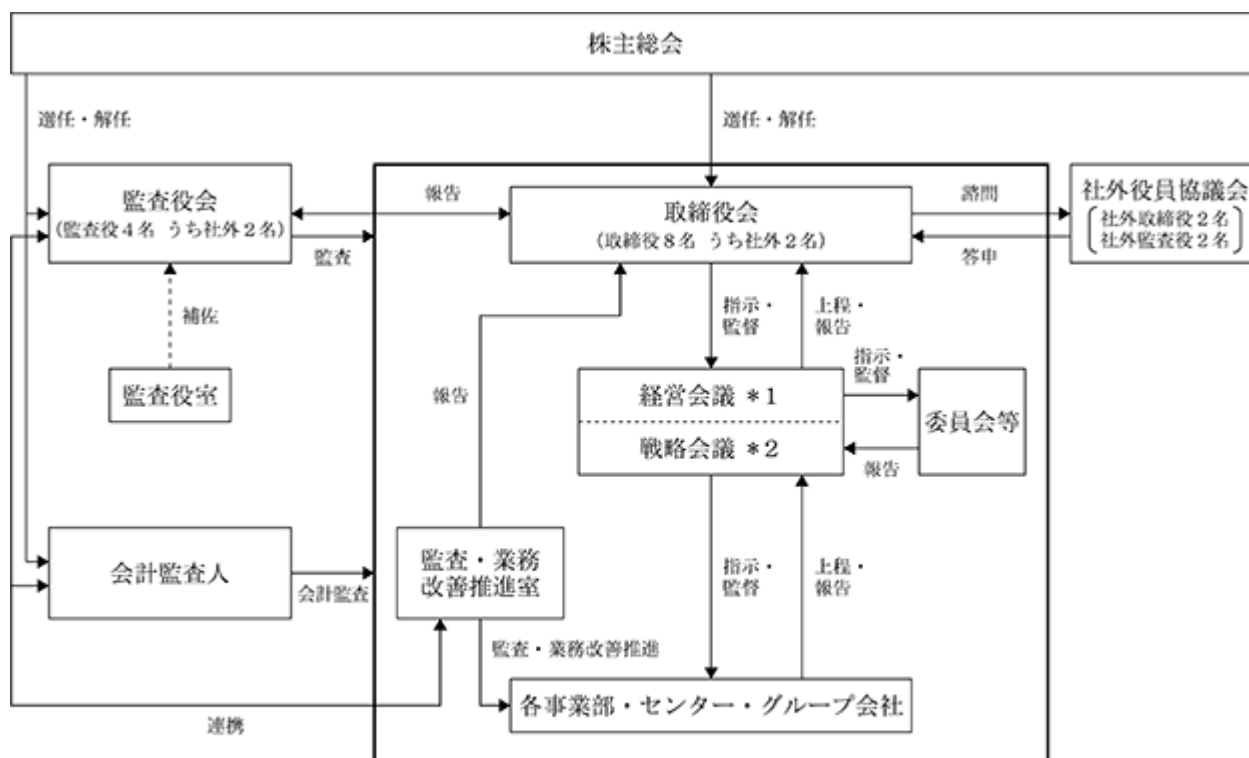 株主総会
選任・解任
選任・解任
監査役会
(監査役4名 うち社外2名)
報告
監査
取締役会
(取締役8名 うち社外2名)
諮問
答申
社外役員協議会
社外取締役2名
社外監査役2名
補佐
監査役室
指示・
監督
上程・
報告
報告
経営会議 *1
戦略会議 *2
指示・
監督
報告
委員会等
会計監査人
会計監査
監査・業務
改善推進室
指示・
監督
上程・
報告
監査・業務改善推進
各事業部・センター・グループ会社
連携